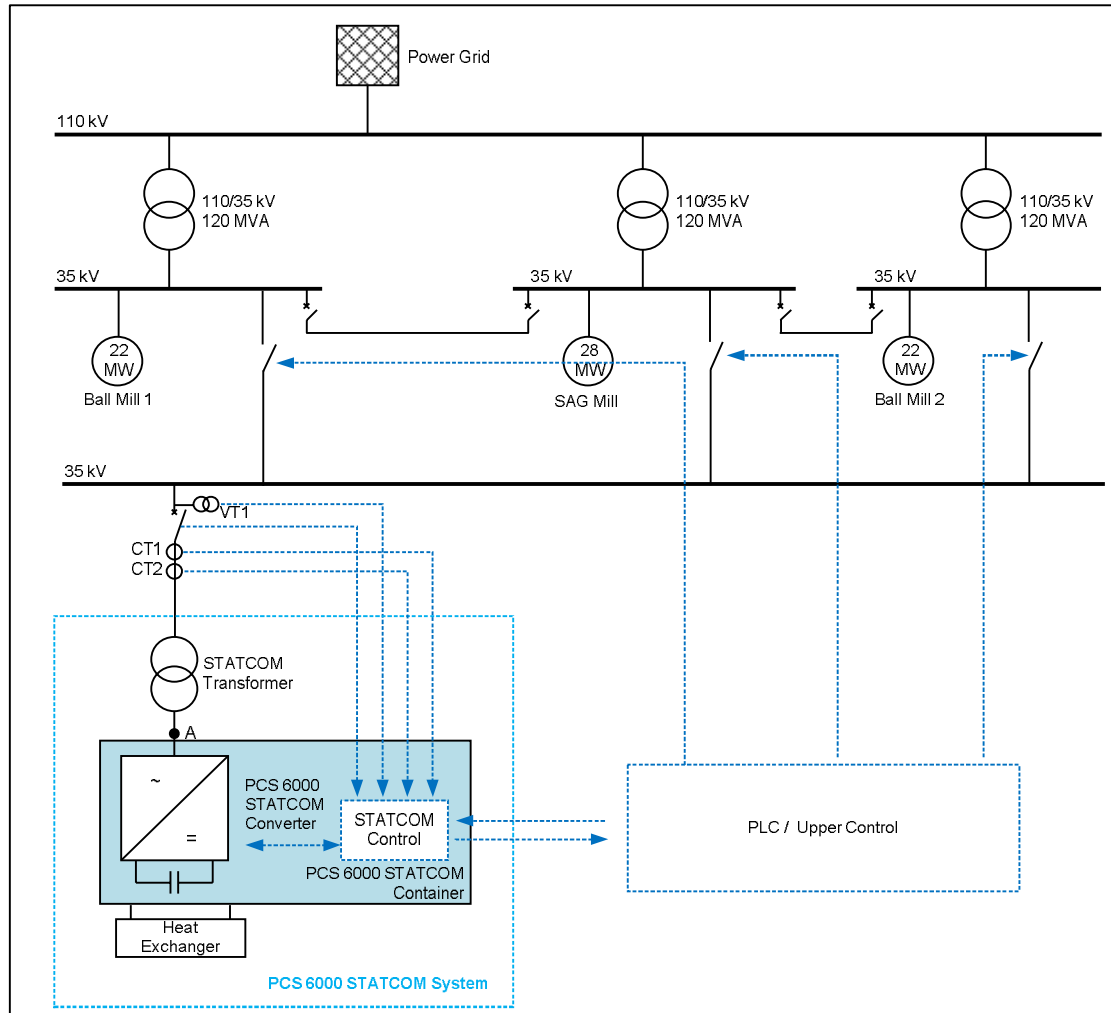 Power Grid
110 kV
110/35 kV
120 MVA
110/35 kV
120 MVA
110/35 kV
120 MVA
35 kV
35 kV
35 kV
22
MW
Ball Mill 1
28
MW
SAG Mill
22
MW
Ball Mill 2
35 kV
VT1
CT1
CT2
STATCOM
Transformer
A
~
=
PCS 6000
STATCOM
Converter
STATCOM
Control
PCS 6000 STATCOM
Container
PLC / Upper Control
Heat
Exchanger
PCS 6000 STATCOM System